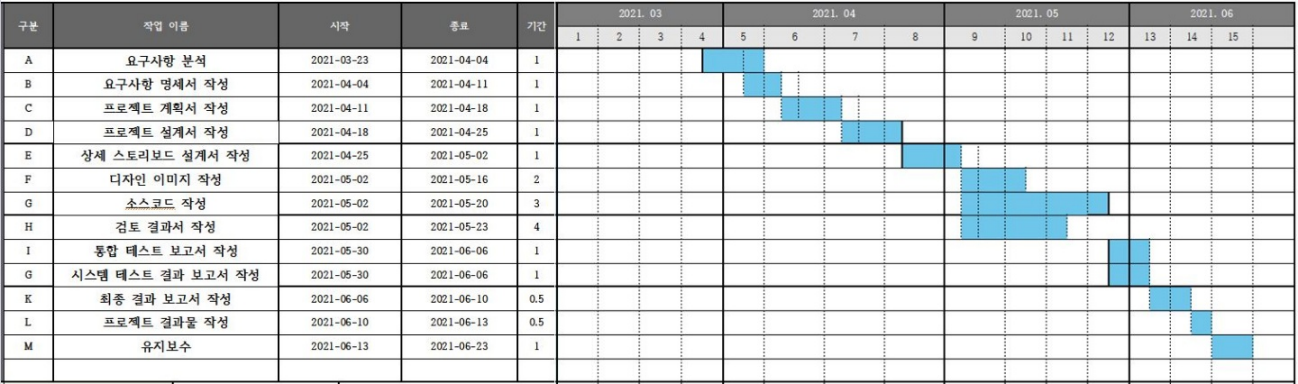 구분 작업 이름 시작 종료 기간 2021. 03 2021. 04 2021. 05 2021. 06
1 2 3 4 5 6 7 8 9 10 11 12 13 14 15
A 요구사항 분석 2021-03-23 2021-04-04 1
B 요구사항 명세서 작성 2021-04-04 2021-04-11 1
C 프로젝트 계획서 작성 2021-04-11 2021-04-18 1
D 프로젝트 설계서 작성 2021-04-18 2021-04-25 1
E 상세 스토리보드 설계서 작성 2021-04-25 2021-05-02 1
F 디자인 이미지 작성 2021-05-02 2021-05-16 2
G 소스코드 작성 2021-05-02 2021-05-20 3
H 검토 결과서 작성 2021-05-02 2021-05-23 4
I 통합 테스트 보고서 작성 2021-05-30 2021-06-06 1
G 시스템 테스트 결과 보고서 작성 2021-05-30 2021-06-06 1
K 최종 결과 보고서 작성 2021-06-06 2021-06-10 0.5
L 프로젝트 결과물 작성 2021-06-10 2021-06-13 0.5
M 유지보수 2021-06-13 2021-06-23 1